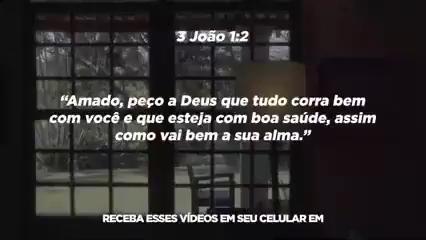 3 João 1:2
“Amado, peço a Deus que tudo corra bem
com você e que esteja com boa saúde, assim
como vai bem a sua alma.”
RECEBA ESSES VÍDEOS EM SEU CELULAR EM